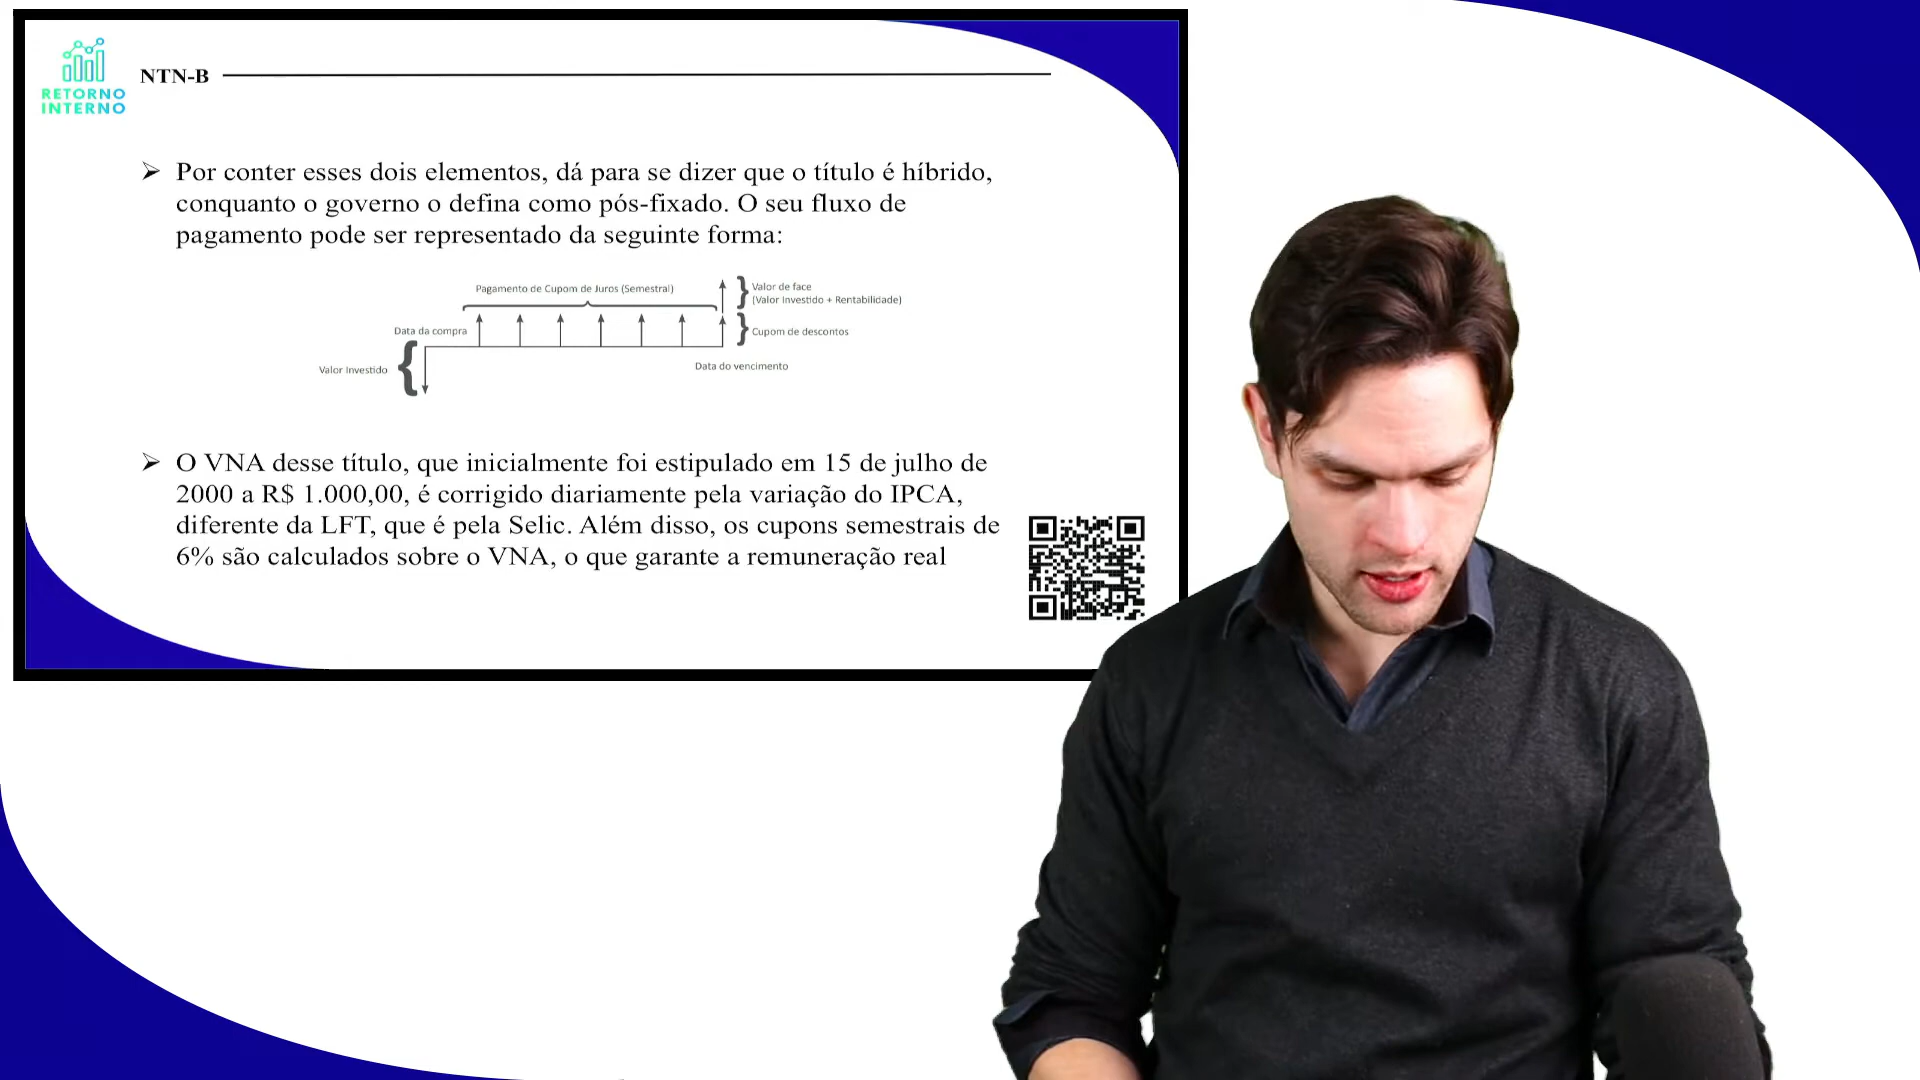 RETORNO
INTERNO
NTN-B
➢ Por conter esses dois elementos, dá para se dizer que o título é híbrido,
conquanto o governo o defina como pós-fixado. O seu fluxo de
pagamento pode ser representado da seguinte forma:
Pagamento de Cupom de Juros (Semestral)
Valor de face
(Valor Investido + Rentabilidade)
Data da compra
Cupom de descontos
Valor Investido
Data do vencimento
➢ O VNA desse título, que inicialmente foi estipulado em 15 de julho de
2000 a R$ 1.000,00, é corrigido diariamente pela variação do IPCA,
diferente da LFT, que é pela Selic. Além disso, os cupons semestrais de
6% são calculados sobre o VNA, o que garante a remuneração real